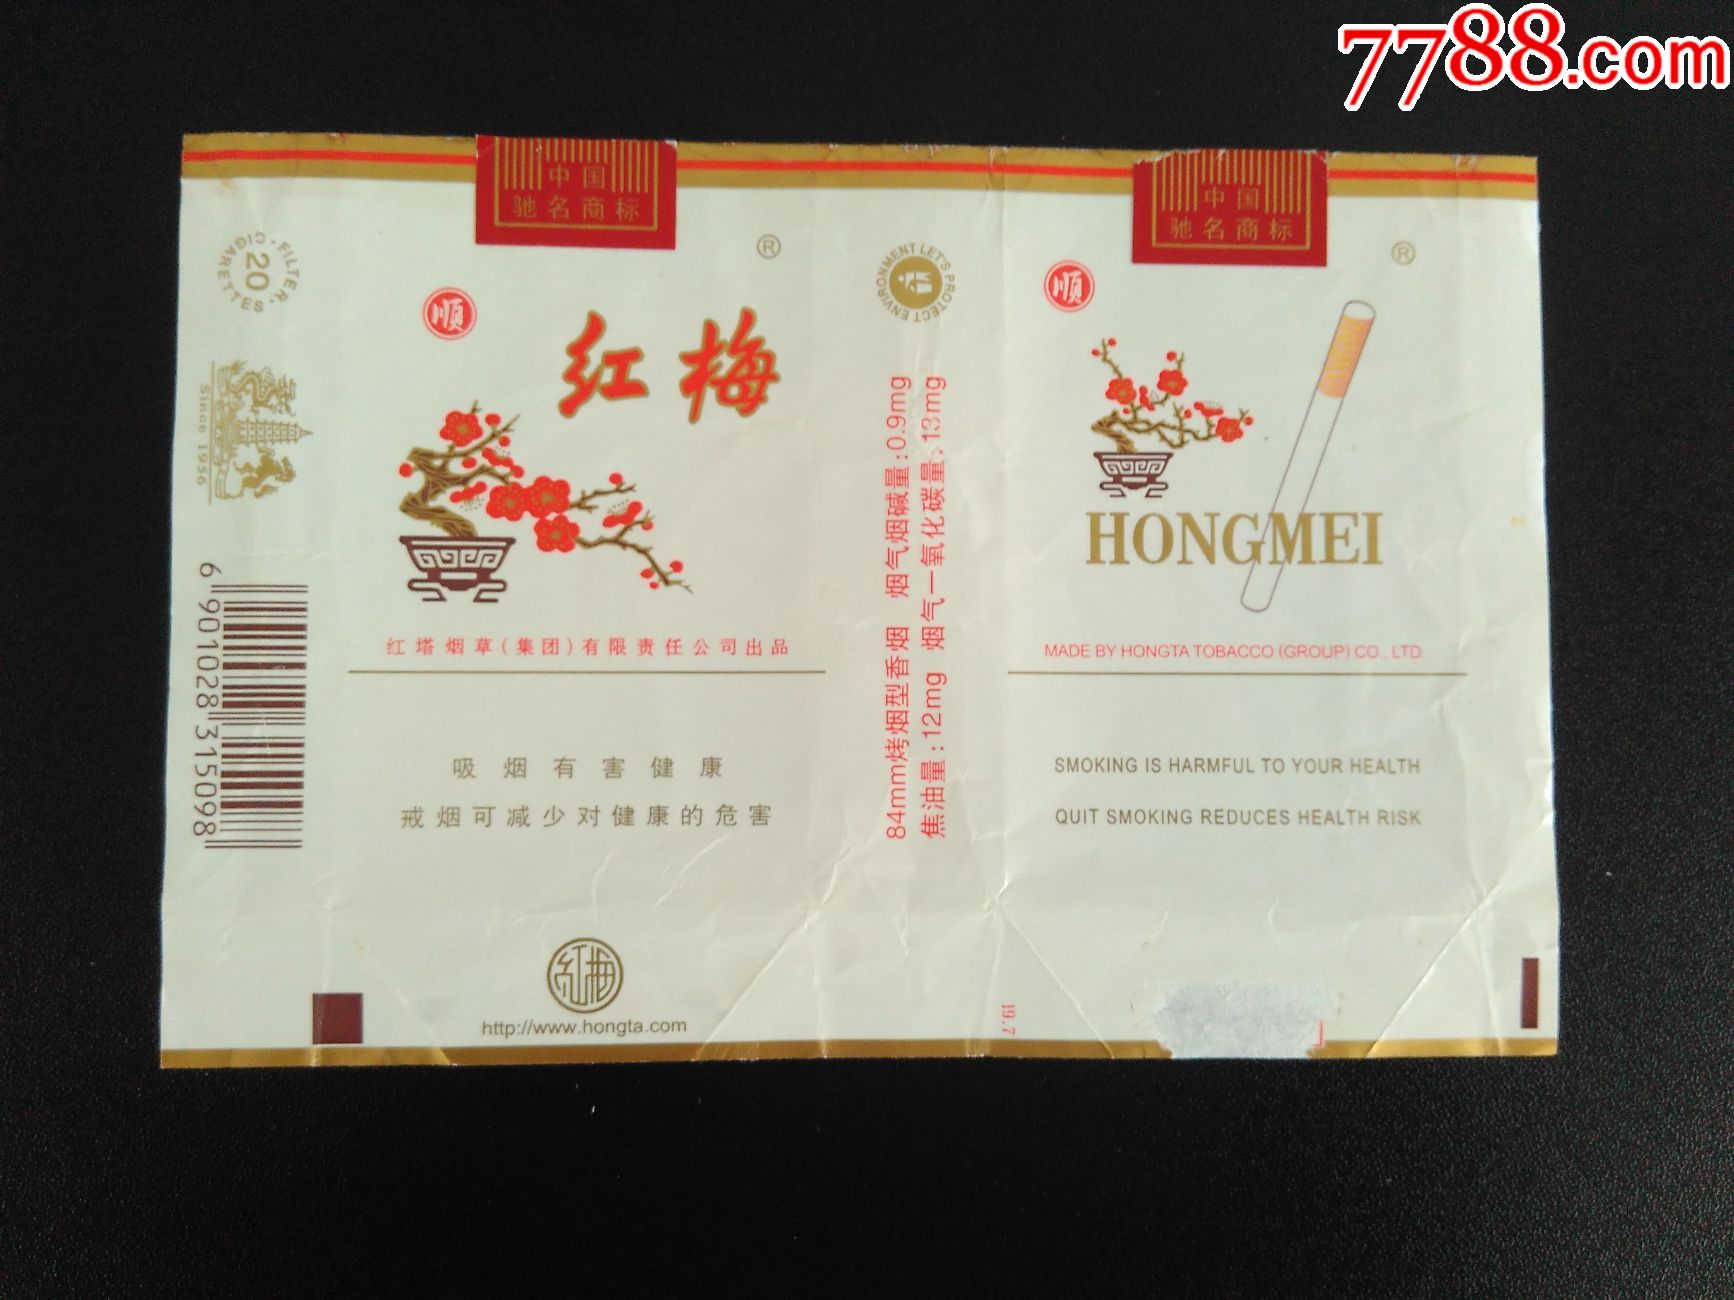 7788.com
中国
驰名商标
中国
驰名商标
FILTER CIGARETTES
20
®
LET'S PROTECT ENVIRONMENT
®
顺
顺
红梅
Since 1956
84mm烤烟型香烟 烟气烟碱量:0.9mg
焦油量:12mg 烟气一氧化碳量:13mg
HONGMEI
6 901028 315098
红塔烟草(集团)有限责任公司出品
MADE BY HONGTA TOBACCO (GROUP) CO., LTD.
吸烟有害健康
戒烟可减少对健康的危害
SMOKING IS HARMFUL TO YOUR HEALTH
QUIT SMOKING REDUCES HEALTH RISK
红梅
http://www.hongta.com
19.7